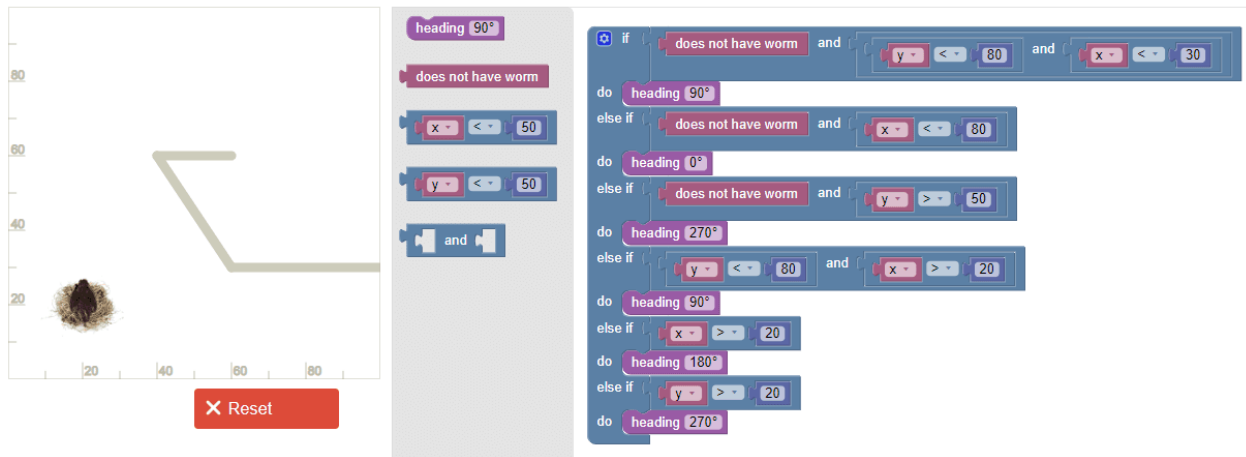 80
60
40
20
20 40 60 80
Reset
heading 90°
does not have worm
x < 50
y < 50
and
if does not have worm and y < 80 and x < 30
do heading 90°
else if does not have worm and x < 80
do heading 0°
else if does not have worm and y > 50
do heading 270°
else if y < 80 and x > 20
do heading 90°
else if x > 20
do heading 180°
else if y > 20
do heading 270°